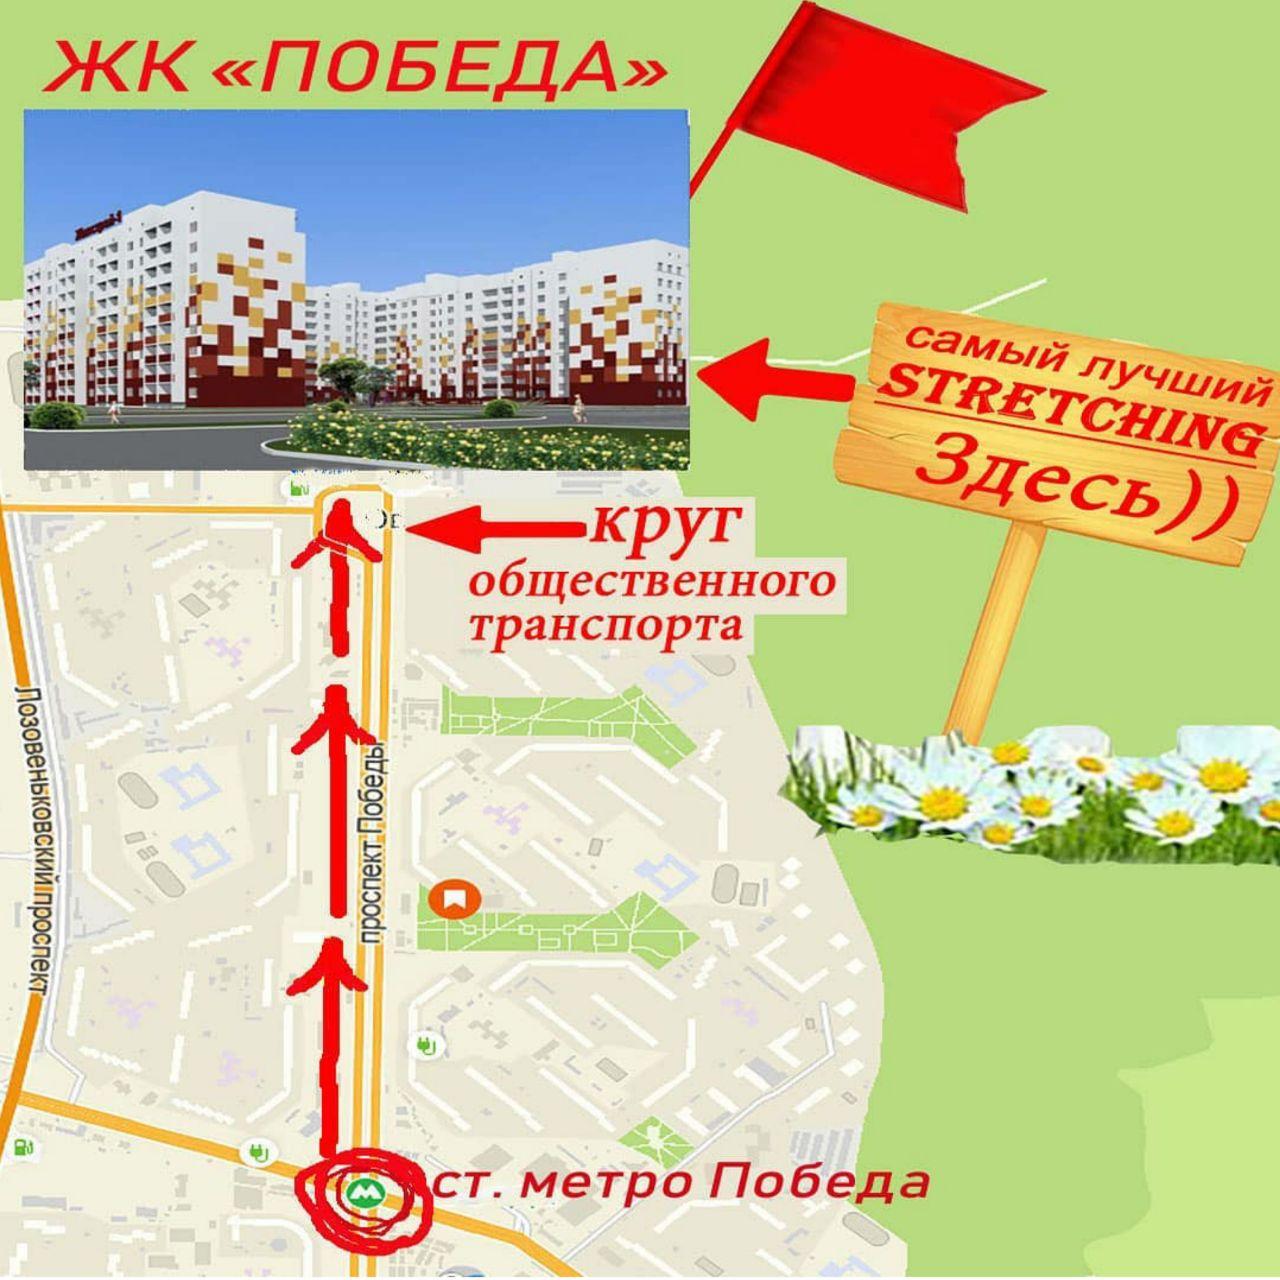 ЖК «ПОБЕДА»
самый лучший
STRETCHING
Здесь))
круг
общественного
транспорта
Лозовеньковский проспект
проспект Победы
ст. метро Победа